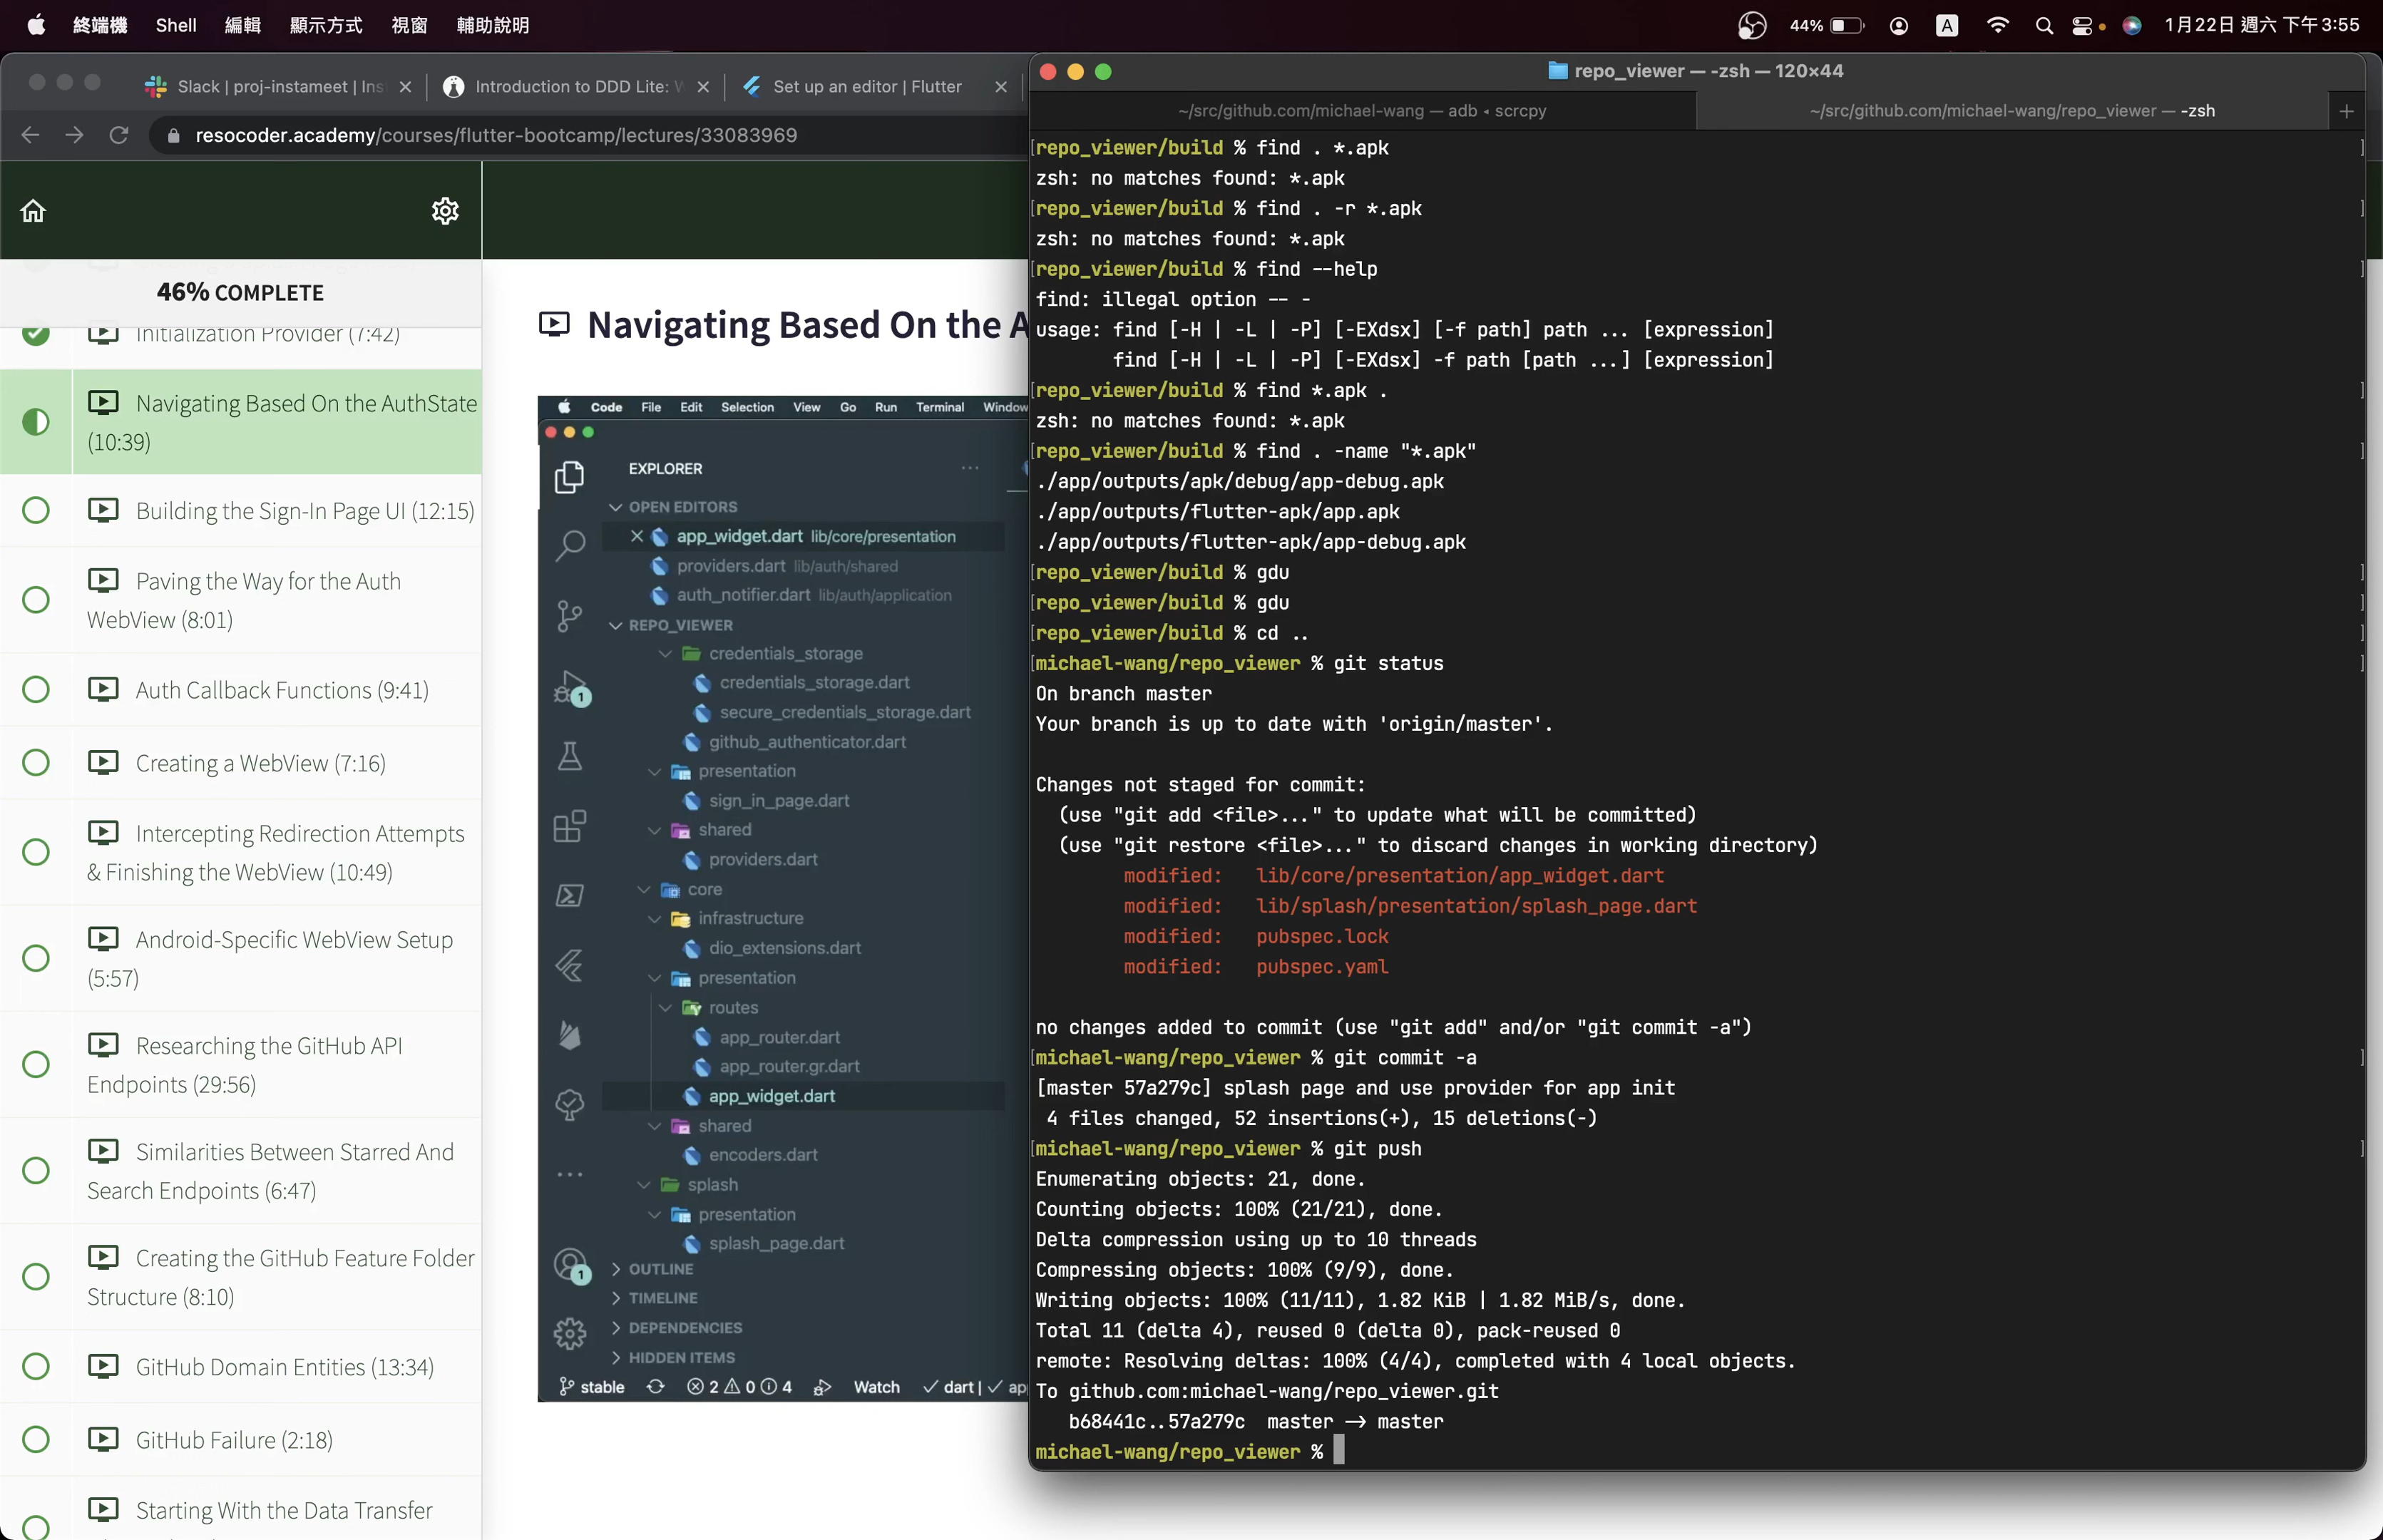 終端機 Shell 編輯 顯示方式 視窗 輔助說明 44% A 1月22日 週六 下午3:55
Slack | proj-instameet | Ins
Introduction to DDD Lite: W
Set up an editor | Flutter
resocoder.academy/courses/flutter-bootcamp/lectures/33083969
46% COMPLETE
Initialization Provider (7:42)
Navigating Based On the AuthState
(10:39)
Building the Sign-In Page UI (12:15)
Paving the Way for the Auth
WebView (8:01)
Auth Callback Functions (9:41)
Creating a WebView (7:16)
Intercepting Redirection Attempts
& Finishing the WebView (10:49)
Android-Specific WebView Setup
(5:57)
Researching the GitHub API
Endpoints (29:56)
Similarities Between Starred And
Search Endpoints (6:47)
Creating the GitHub Feature Folder
Structure (8:10)
GitHub Domain Entities (13:34)
GitHub Failure (2:18)
Starting With the Data Transfer
Navigating Based On the A
Code File Edit Selection View Go Run Terminal Window
EXPLORER
OPEN EDITORS
app_widget.dart lib/core/presentation
providers.dart lib/auth/shared
auth_notifier.dart lib/auth/application
REPO_VIEWER
credentials_storage
credentials_storage.dart
secure_credentials_storage.dart
github_authenticator.dart
presentation
sign_in_page.dart
shared
providers.dart
core
infrastructure
dio_extensions.dart
presentation
routes
app_router.dart
app_router.gr.dart
app_widget.dart
shared
encoders.dart
splash
presentation
splash_page.dart
OUTLINE
TIMELINE
DEPENDENCIES
HIDDEN ITEMS
1
1
stable 2 0 4 Watch dart | app
repo_viewer — -zsh — 120×44
~/src/github.com/michael-wang — adb ◂ scrcpy
~/src/github.com/michael-wang/repo_viewer — -zsh
[repo_viewer/build % find . *.apk ]
zsh: no matches found: *.apk
[repo_viewer/build % find . -r *.apk ]
zsh: no matches found: *.apk
[repo_viewer/build % find --help ]
find: illegal option -- -
usage: find [-H | -L | -P] [-EXdsx] [-f path] path ... [expression]
find [-H | -L | -P] [-EXdsx] -f path [path ...] [expression]
[repo_viewer/build % find *.apk . ]
zsh: no matches found: *.apk
[repo_viewer/build % find . -name "*.apk" ]
./app/outputs/apk/debug/app-debug.apk
./app/outputs/flutter-apk/app.apk
./app/outputs/flutter-apk/app-debug.apk
[repo_viewer/build % gdu ]
[repo_viewer/build % gdu ]
[repo_viewer/build % cd .. ]
[michael-wang/repo_viewer % git status ]
On branch master
Your branch is up to date with 'origin/master'.
Changes not staged for commit:
(use "git add <file>..." to update what will be committed)
(use "git restore <file>..." to discard changes in working directory)
modified: lib/core/presentation/app_widget.dart
modified: lib/splash/presentation/splash_page.dart
modified: pubspec.lock
modified: pubspec.yaml
no changes added to commit (use "git add" and/or "git commit -a")
[michael-wang/repo_viewer % git commit -a ]
[master 57a279c] splash page and use provider for app init
4 files changed, 52 insertions(+), 15 deletions(-)
[michael-wang/repo_viewer % git push ]
Enumerating objects: 21, done.
Counting objects: 100% (21/21), done.
Delta compression using up to 10 threads
Compressing objects: 100% (9/9), done.
Writing objects: 100% (11/11), 1.82 KiB | 1.82 MiB/s, done.
Total 11 (delta 4), reused 0 (delta 0), pack-reused 0
remote: Resolving deltas: 100% (4/4), completed with 4 local objects.
To github.com:michael-wang/repo_viewer.git
b68441c..57a279c master -> master
michael-wang/repo_viewer %